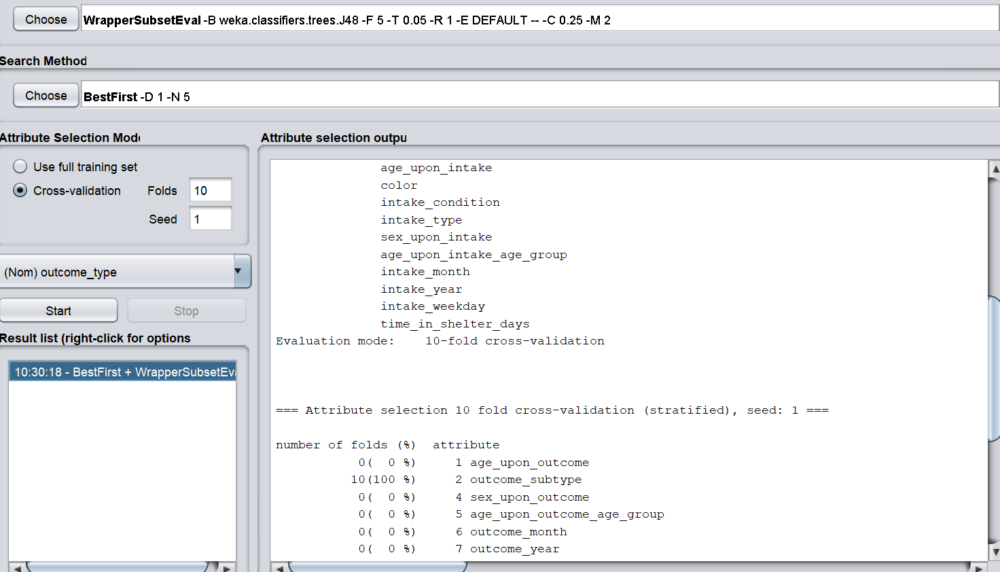 Choose WrapperSubsetEval -B weka.classifiers.trees.J48 -F 5 -T 0.05 -R 1 -E DEFAULT -- -C 0.25 -M 2
Search Method
Choose BestFirst -D 1 -N 5
Attribute Selection Mode
Use full training set
Cross-validation Folds 10
Seed 1
(Nom) outcome_type
Start Stop
Result list (right-click for options
10:30:18 - BestFirst + WrapperSubsetEva
Attribute selection outpu
age_upon_intake
color
intake_condition
intake_type
sex_upon_intake
age_upon_intake_age_group
intake_month
intake_year
intake_weekday
time_in_shelter_days
Evaluation mode: 10-fold cross-validation
=== Attribute selection 10 fold cross-validation (stratified), seed: 1 ===
number of folds (%) attribute
0( 0 %) 1 age_upon_outcome
10(100 %) 2 outcome_subtype
0( 0 %) 4 sex_upon_outcome
0( 0 %) 5 age_upon_outcome_age_group
0( 0 %) 6 outcome_month
0( 0 %) 7 outcome_year